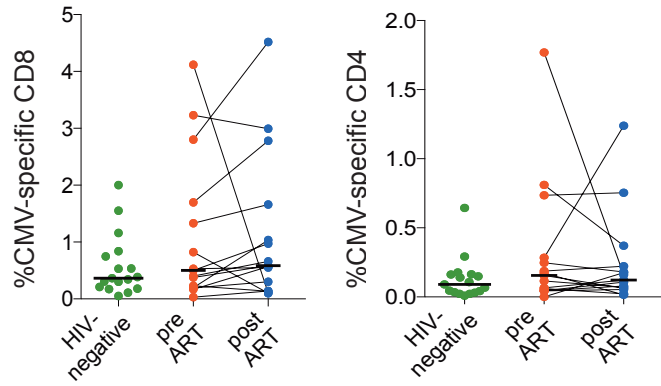 %CMV-specific CD8
5
4
3
2
1
0
HIV-
negative
pre
ART
post
ART
%CMV-specific CD4
2.0
1.5
1.0
0.5
0.0
HIV-
negative
pre
ART
post
ART